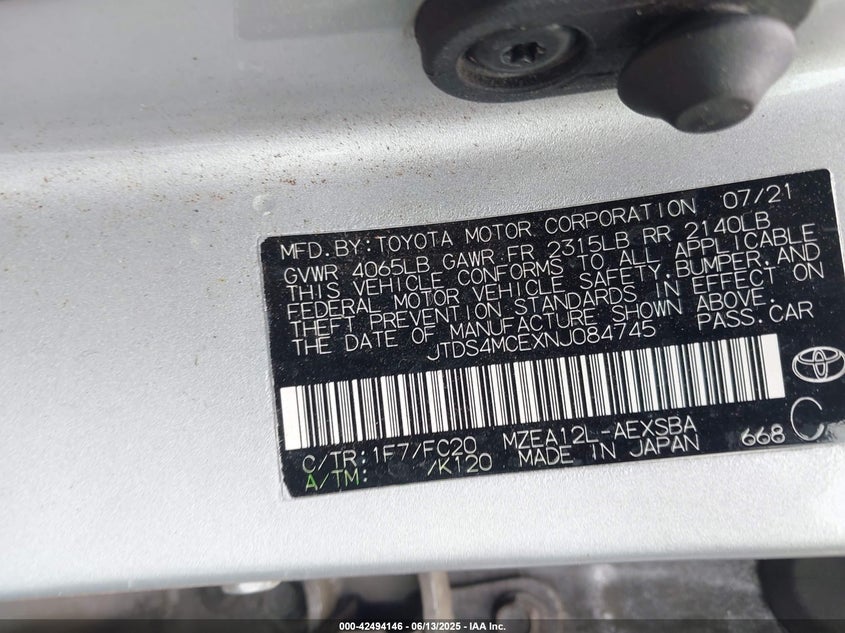 MFD.BY:TOYOTA MOTOR CORPORATION 07/21
GVWR 4065LB GAWR FR 2315LB RR 2140LB
THIS VEHICLE CONFORMS TO ALL APPLICABLE
FEDERAL MOTOR VEHICLE SAFETY,BUMPER,AND
THEFT PREVENTION STANDARDS IN EFFECT ON
THE DATE OF MANUFACTURE SHOWN ABOVE.
JTDS4MCEXNJ084745 PASS.CAR
C/TR:1F7/FC20 MZEA12L-AEXSBA 668 C
A/TM: /K120 MADE IN JAPAN
000-42494146 - 06/13/2025 - IAA Inc.